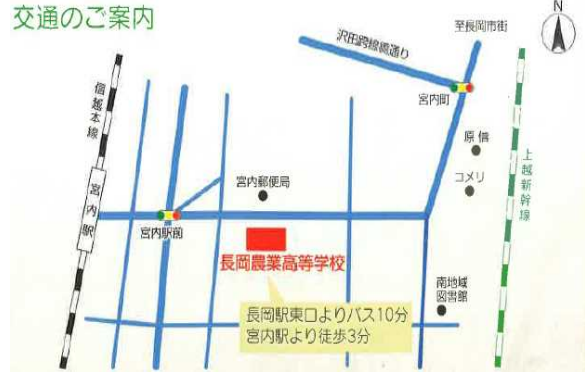 交通のご案内
N
至長岡市街
沢田跨線橋通り
宮内町
信越本線
原信
コメリ
上越新幹線
宮内郵便局
宮内駅
宮内駅前
長岡農業高等学校
南地域
図書館
長岡駅東口よりバス10分
宮内駅より徒歩3分